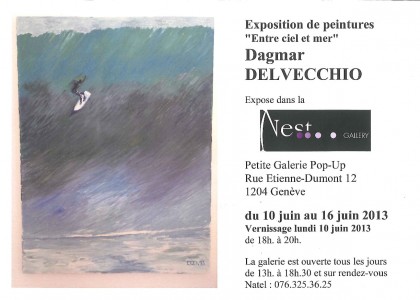 Exposition de peintures
"Entre ciel et mer"
Dagmar
DELVECCHIO
Expose dans la
Nest
GALLERY
Petite Galerie Pop-Up
Rue Etienne-Dumont 12
1204 Genève
du 10 juin au 16 juin 2013
Vernissage lundi 10 juin 2013
de 18h. à 20h.
La galerie est ouverte tous les jours
de 13h. à 18h.30 et sur rendez-vous
Natel : 076.325.36.25